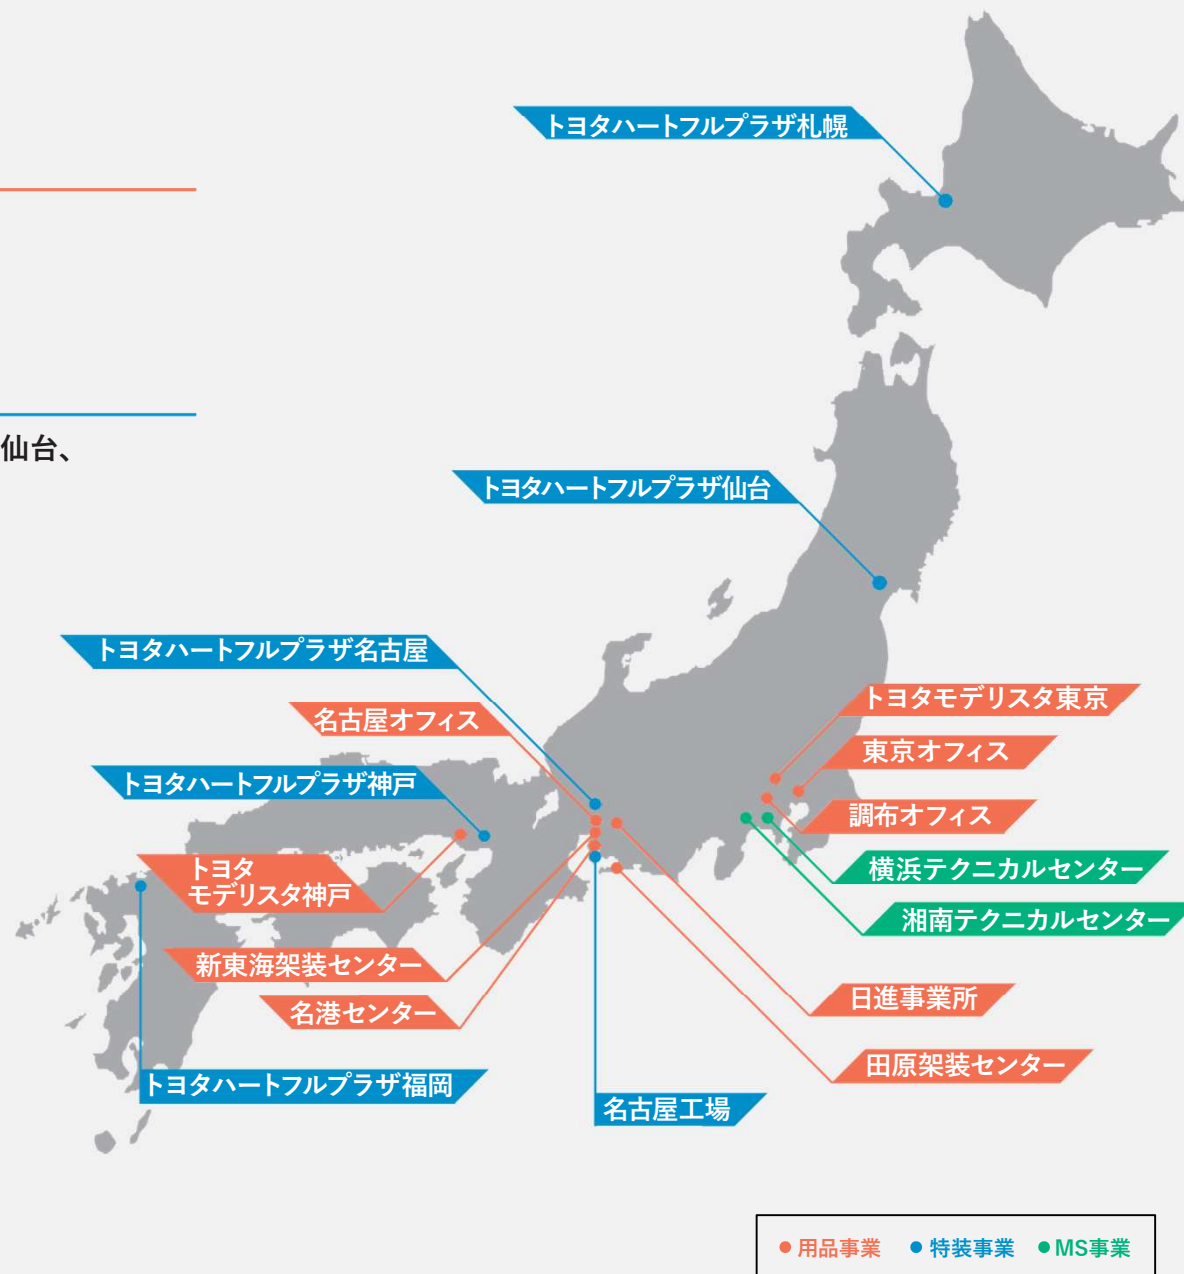 トヨタハートフルプラザ札幌
仙台、
トヨタハートフルプラザ仙台
トヨタハートフルプラザ名古屋
名古屋オフィス
トヨタハートフルプラザ神戸
トヨタ
モデリスタ神戸
新東海架装センター
名港センター
トヨタハートフルプラザ福岡
名古屋工場
トヨタモデリスタ東京
東京オフィス
調布オフィス
横浜テクニカルセンター
湘南テクニカルセンター
日進事業所
田原架装センター
用品事業 特装事業 MS事業